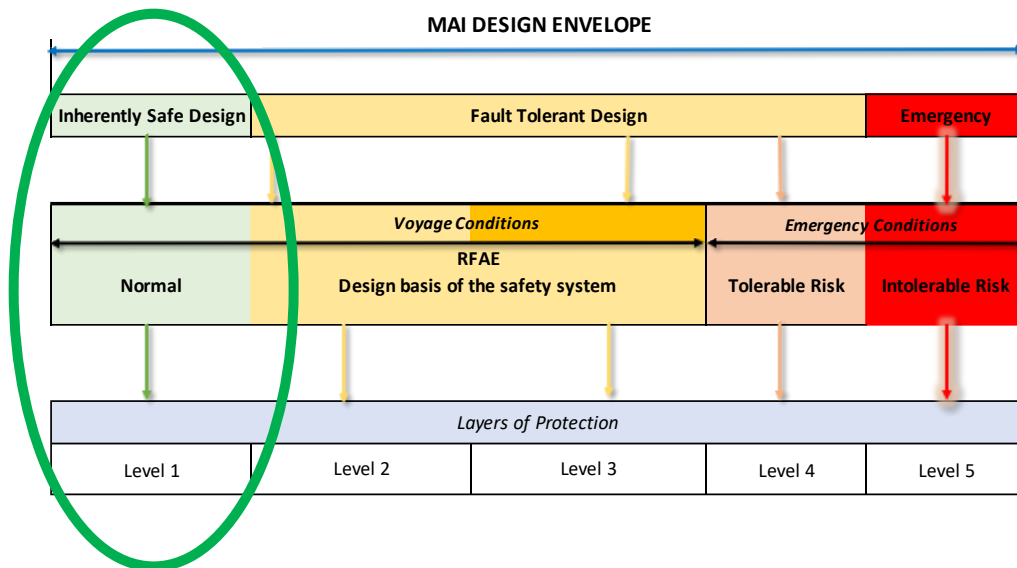 MAI DESIGN ENVELOPE
Inherently Safe Design
Fault Tolerant Design
Emergency
Voyage Conditions
Emergency Conditions
RFAE
Normal
Design basis of the safety system
Tolerable Risk
Intolerable Risk
Layers of Protection
Level 1
Level 2
Level 3
Level 4
Level 5